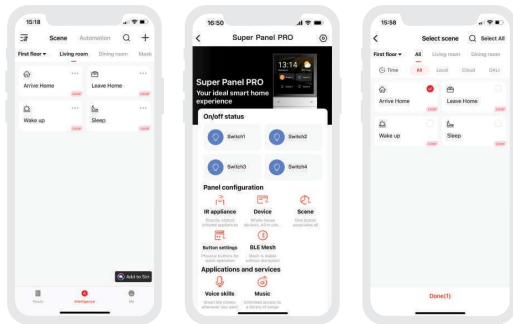 15:18
Scene Automation
First floor Living room Dining room Mast
Arrive Home
Leave Home
Wake up
Sleep
Add to Siri
Intelligence
Me
16:50
Super Panel PRO
13:14
Super Panel PRO
Your ideal smart home
experience
On/off status
Switch1
Switch2
Switch3
Switch4
Panel configuration
IR appliance
Device
Scene
Button settings
BLE Mesh
Applications and services
Voice skills
Music
15:58
Select scene Select All
First floor All Living room Dining room
Time All Local Cloud DALI
Arrive Home
Leave Home
Wake up
Sleep
Done(1)